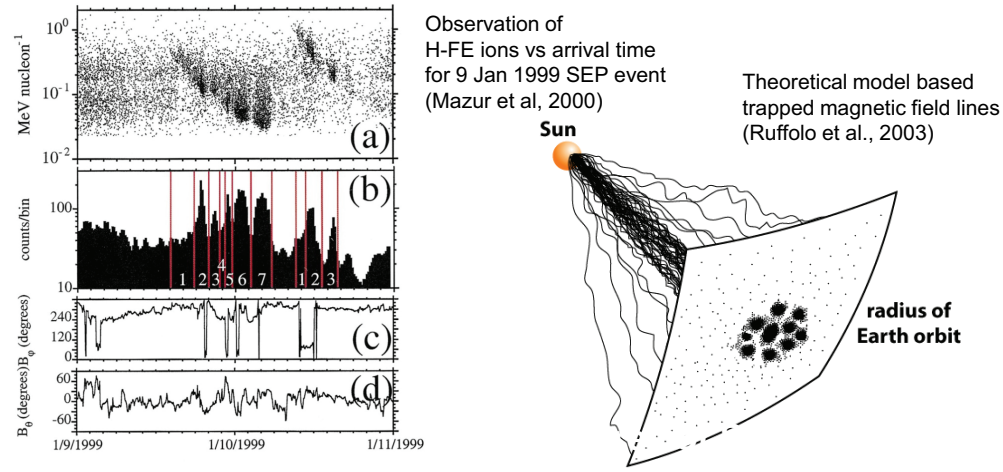 Observation of
H-FE ions vs arrival time
for 9 Jan 1999 SEP event
(Mazur et al, 2000)
Theoretical model based
trapped magnetic field lines
(Ruffolo et al., 2003)
MeV nucleon⁻¹
10⁰
10⁻¹
10⁻²
(a)
counts/bin
100
10
(b)
1 2 3 4 5 6 7 1 2 3
Bφ (degrees)
240
120
0
(c)
Bθ (degrees)
60
0
-60
(d)
1/9/1999 1/10/1999 1/11/1999
Sun
radius of
Earth orbit